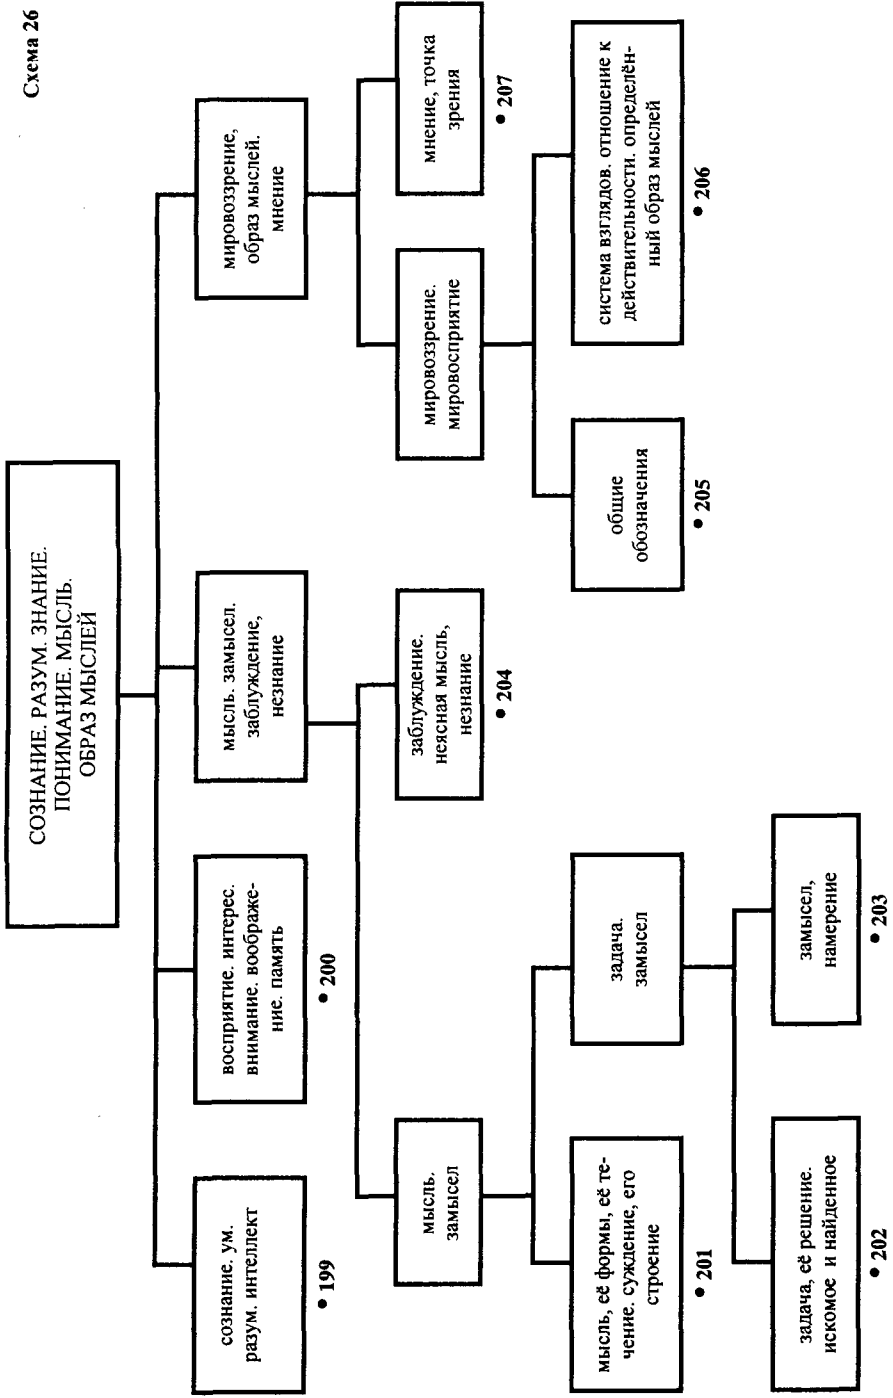 Схема 26
СОЗНАНИЕ. РАЗУМ. ЗНАНИЕ.
ПОНИМАНИЕ. МЫСЛЬ.
ОБРАЗ МЫСЛЕЙ
сознание. ум.
разум. интеллект
• 199
восприятие. интерес.
внимание. воображе-
ние. память
• 200
мысль. замысел.
заблуждение,
незнание
мировоззрение,
образ мыслей.
мнение
мысль.
замысел
заблуждение.
неясная мысль,
незнание
• 204
мировоззрение.
мировосприятие
мнение, точка
зрения
• 207
мысль, её формы, её те-
чение. суждение, его
строение
• 201
задача.
замысел
общие
обозначения
• 205
система взглядов. отношение к
действительности. определён-
ный образ мыслей
• 206
задача, её решение.
искомое и найденное
• 202
замысел,
намерение
• 203